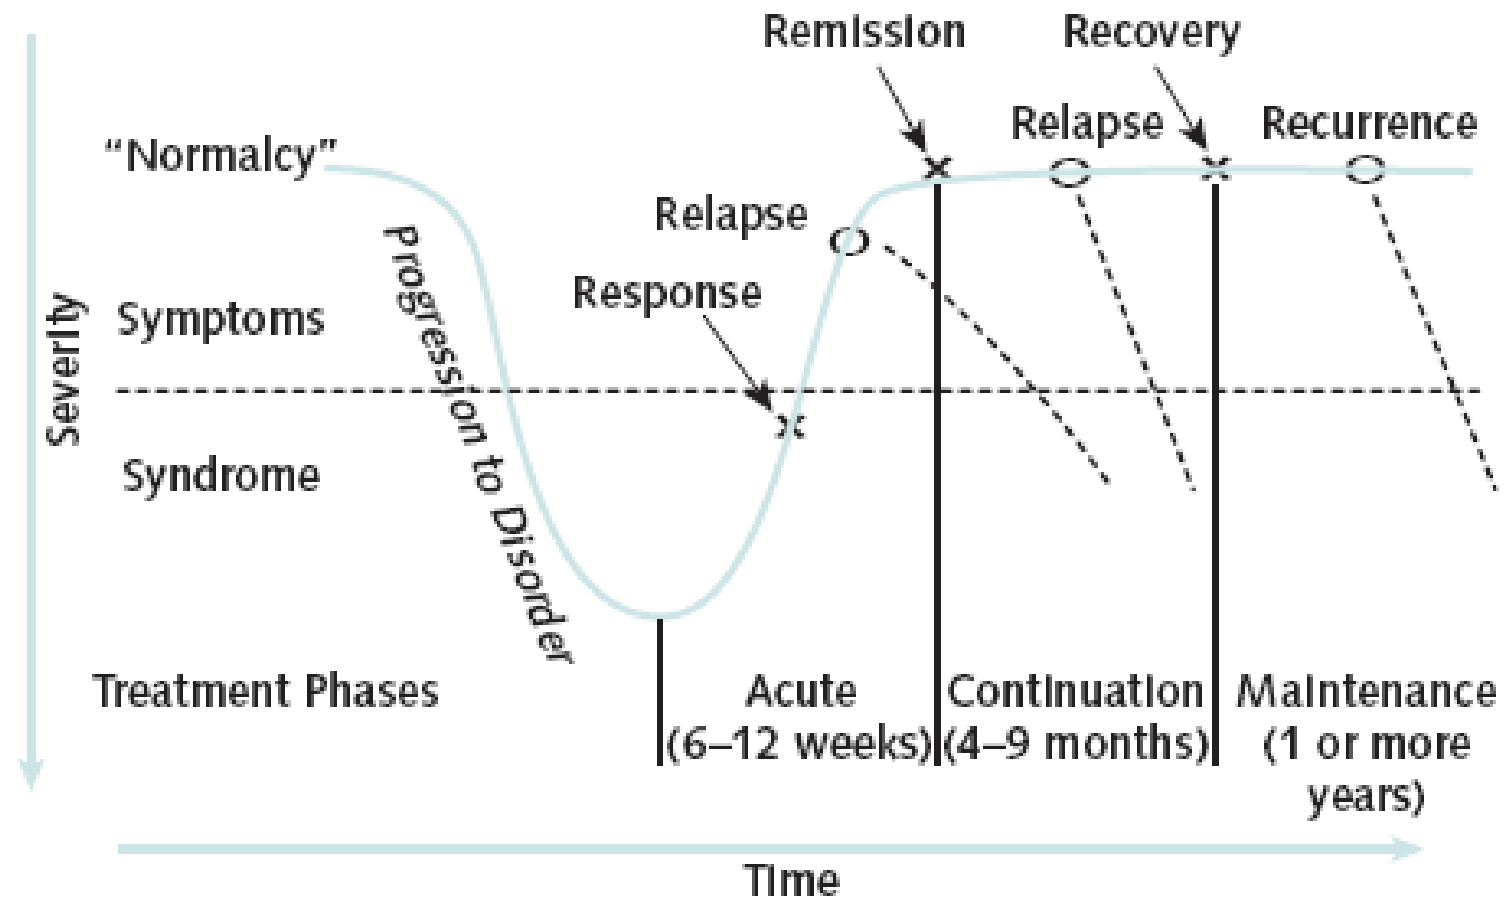 Remission
Recovery
Relapse
Recurrence
“Normalcy”
Relapse
Response
Progression to Disorder
Symptoms
Severity
Syndrome
Treatment Phases
Acute
(6–12 weeks)
Continuation
(4–9 months)
Maintenance
(1 or more
years)
Time